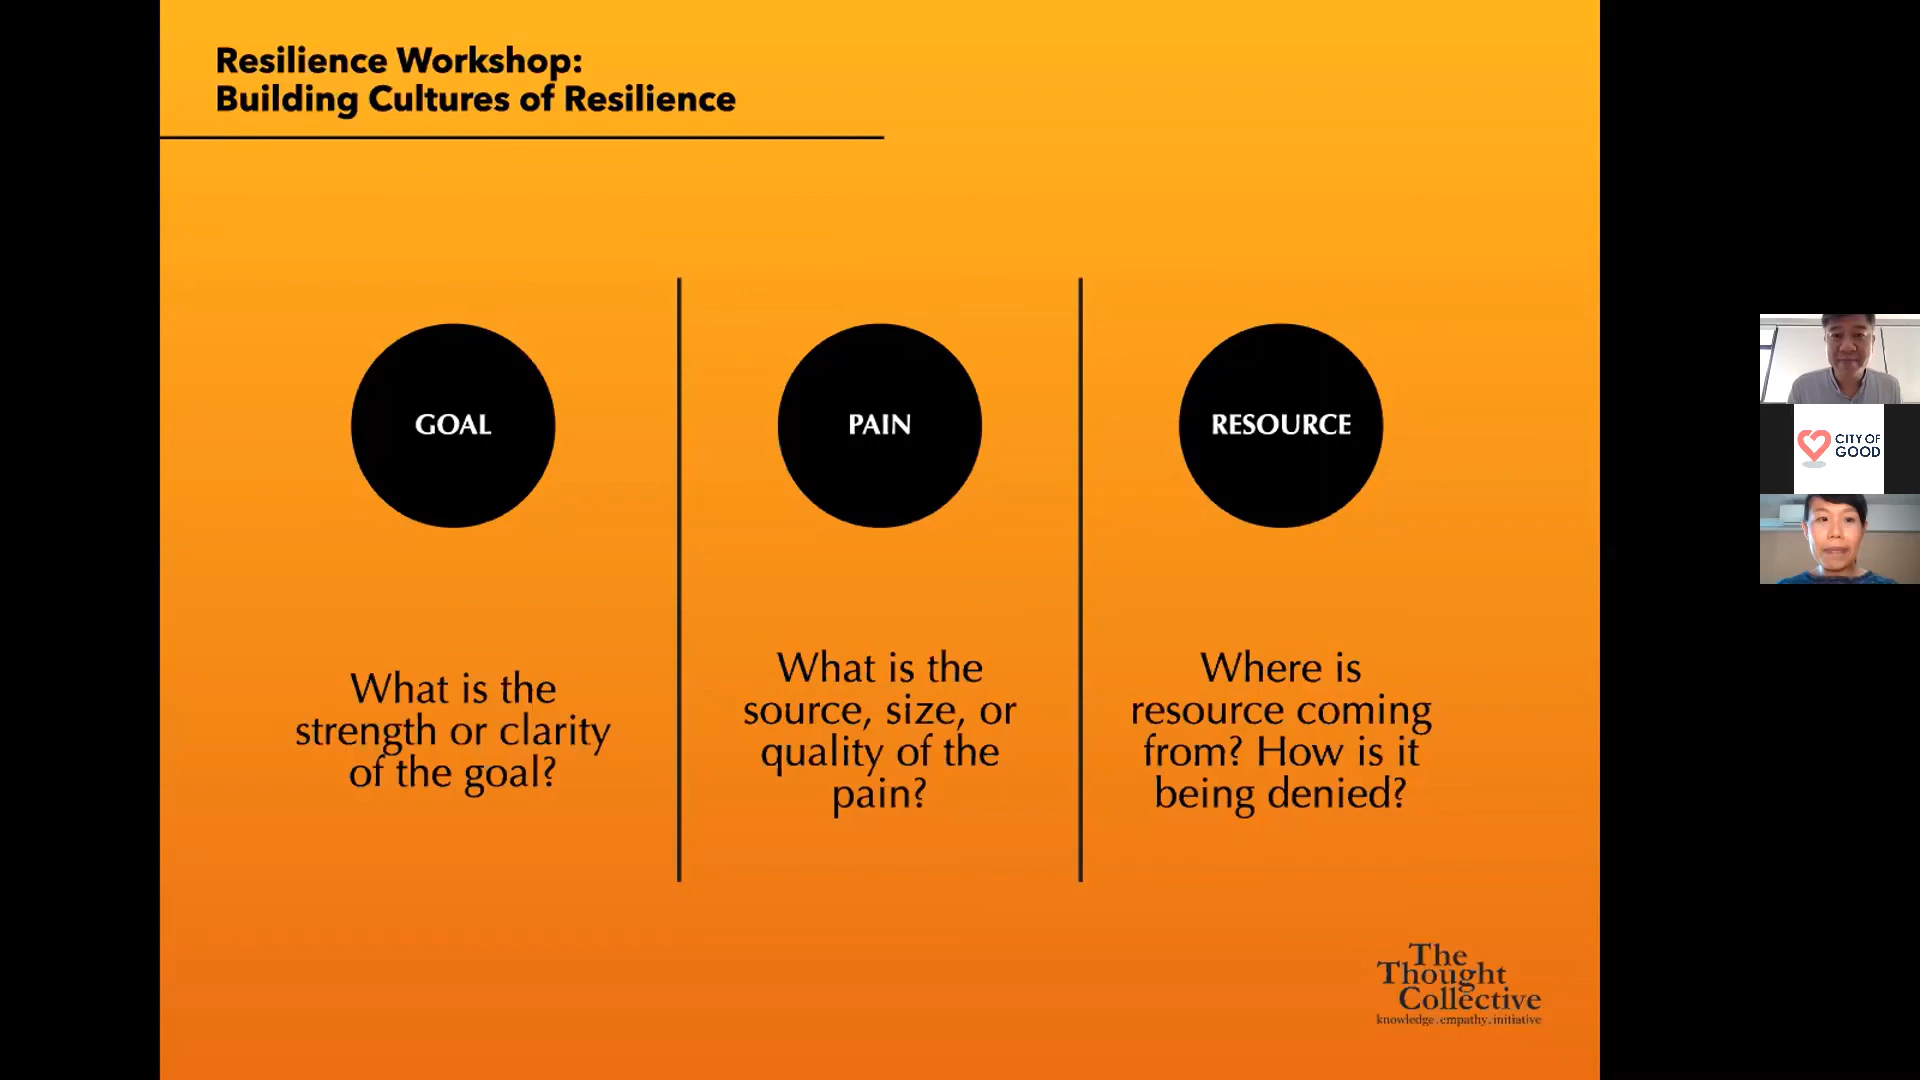 Resilience Workshop:
Building Cultures of Resilience
GOAL
What is the
strength or clarity
of the goal?
PAIN
What is the
source, size, or
quality of the
pain?
RESOURCE
Where is
resource coming
from? How is it
being denied?
The
Thought
Collective
knowledge.empathy.initiative
CITY OF
GOOD